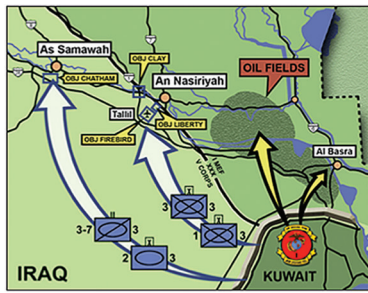 As Samawah
OBJ CHATHAM
OBJ CLAY
An Nasiriyah
OIL FIELDS
Tallil
OBJ LIBERTY
OBJ FIREBIRD
Al Basra
I MEF
XXX
V CORPS
3
3
1
3
3-7
3
2
3
IRAQ
KUWAIT